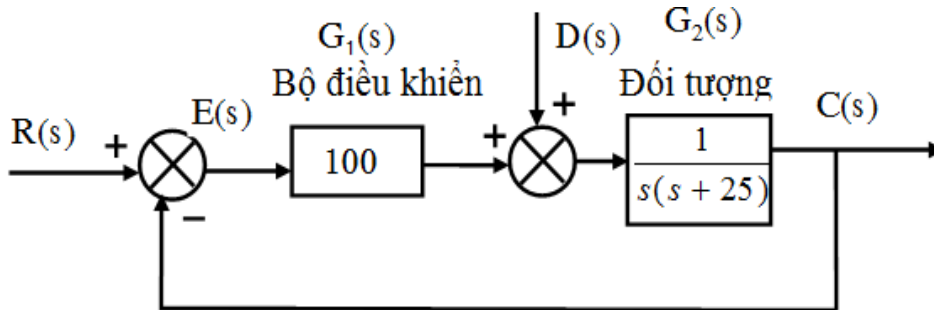 G₁(s)
Bộ điều khiển
D(s)
G₂(s)
Đối tượng
R(s)
+
E(s)
100
+
+
1
s(s + 25)
C(s)
−